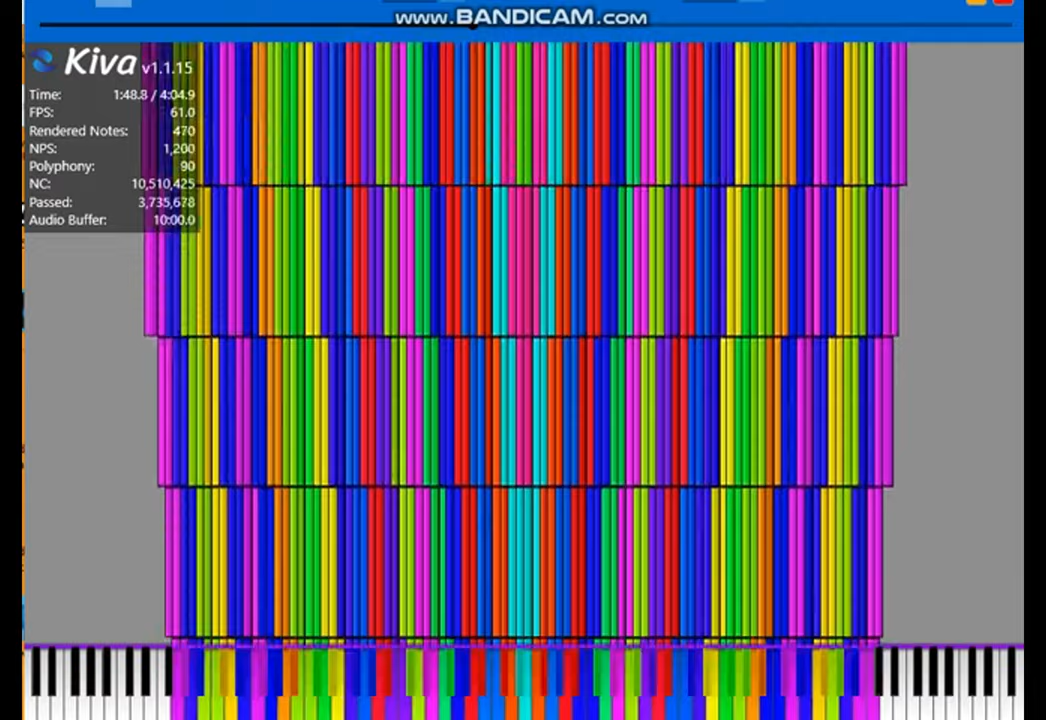 www.BANDICAM.com
Kiva v1.1.15
Time: 1:48.8 / 4:04.9
FPS: 61.0
Rendered Notes: 470
NPS: 1,200
Polyphony: 90
NC: 10,510,425
Passed: 3,735,678
Audio Buffer: 10:00.0